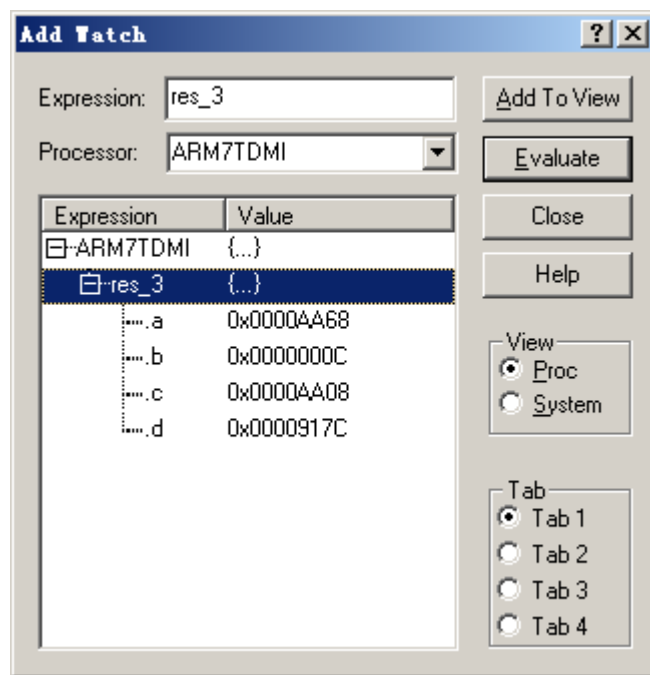 Add Watch
Expression: res_3
Add To View
Processor: ARM7TDMI
Evaluate
Expression Value
Close
ARM7TDMI {...}
res_3 {...}
Help
.a 0x0000AA68
.b 0x0000000C
.c 0x0000AA08
.d 0x0000917C
View
Proc
System
Tab
Tab 1
Tab 2
Tab 3
Tab 4